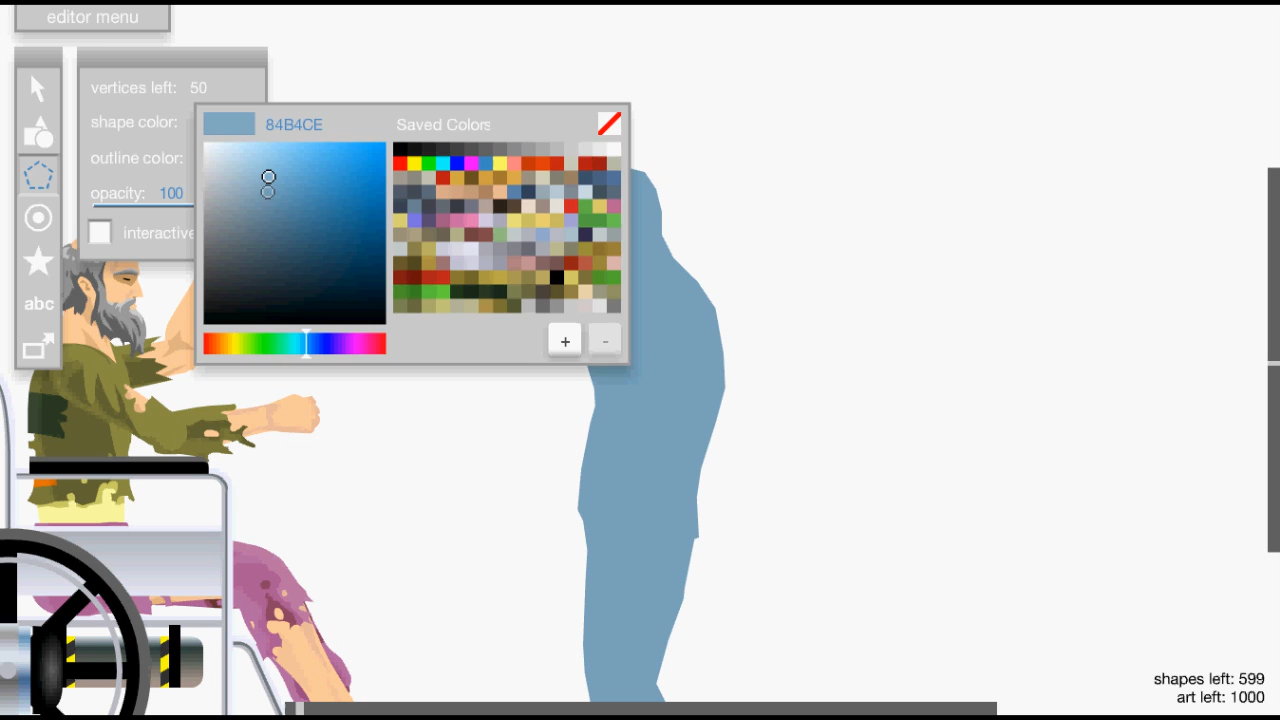 editor menu
vertices left: 50
shape color:
84B4CE
Saved Colors
outline color:
opacity: 100
interactive
abc
+
-
shapes left: 599
art left: 1000